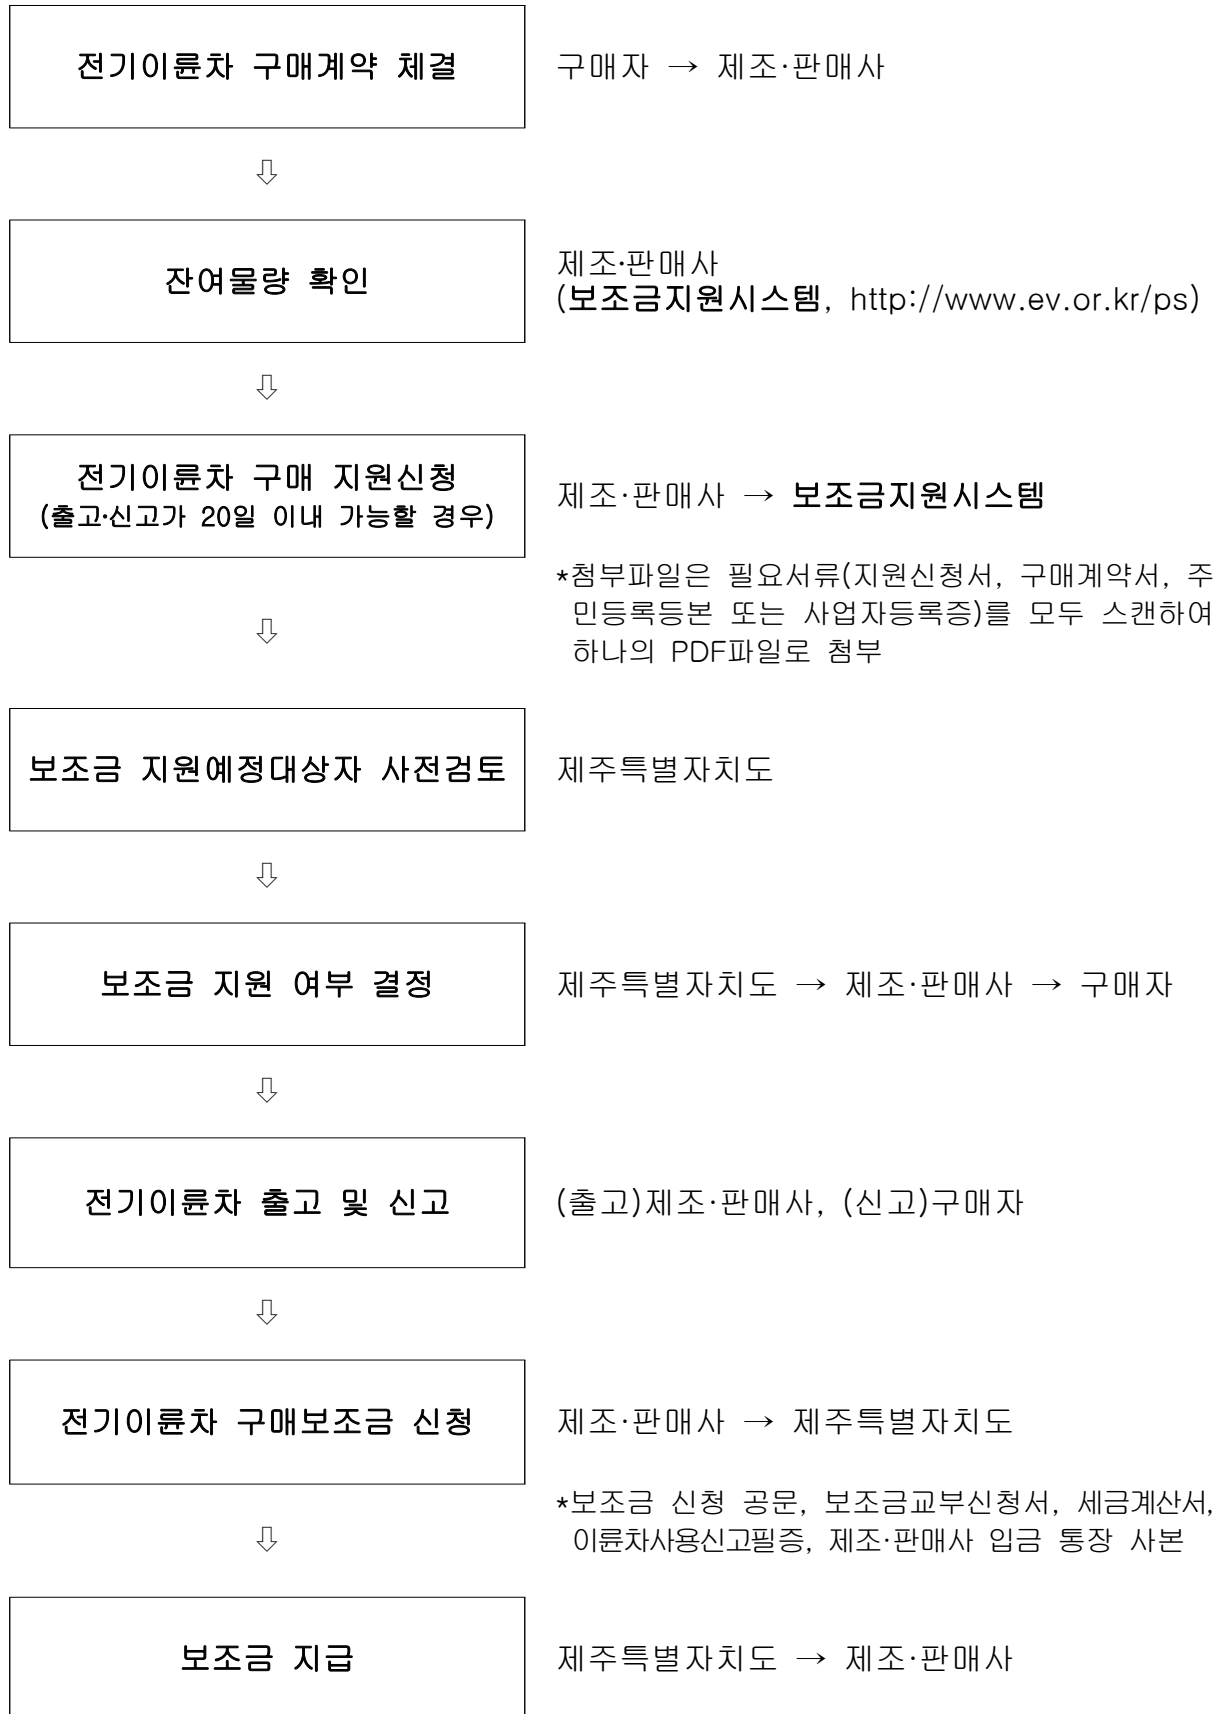 전기이륜차 구매계약 체결
구매자 → 제조·판매사
⇩
잔여물량 확인
제조·판매사
(보조금지원시스템, http://www.ev.or.kr/ps)
⇩
전기이륜차 구매 지원신청
(출고·신고가 20일 이내 가능할 경우)
제조·판매사 → 보조금지원시스템
*첨부파일은 필요서류(지원신청서, 구매계약서, 주
민등록등본 또는 사업자등록증)를 모두 스캔하여
하나의 PDF파일로 첨부
⇩
보조금 지원예정대상자 사전검토
제주특별자치도
⇩
보조금 지원 여부 결정
제주특별자치도 → 제조·판매사 → 구매자
⇩
전기이륜차 출고 및 신고
(출고)제조·판매사, (신고)구매자
⇩
전기이륜차 구매보조금 신청
제조·판매사 → 제주특별자치도
*보조금 신청 공문, 보조금교부신청서, 세금계산서,
이륜차사용신고필증, 제조·판매사 입금 통장 사본
⇩
보조금 지급
제주특별자치도 → 제조·판매사